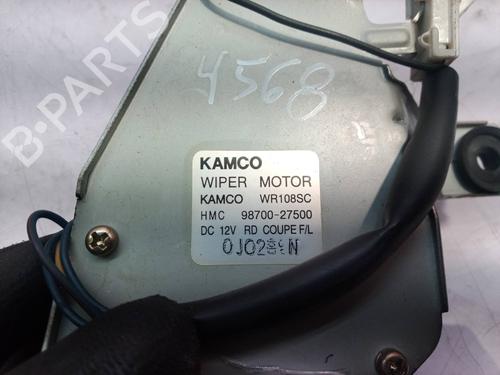 B-PARTS
4568
KAMCO
WIPER MOTOR
KAMCO WR108SC
HMC 98700-27500
DC 12V RD COUPE F/L